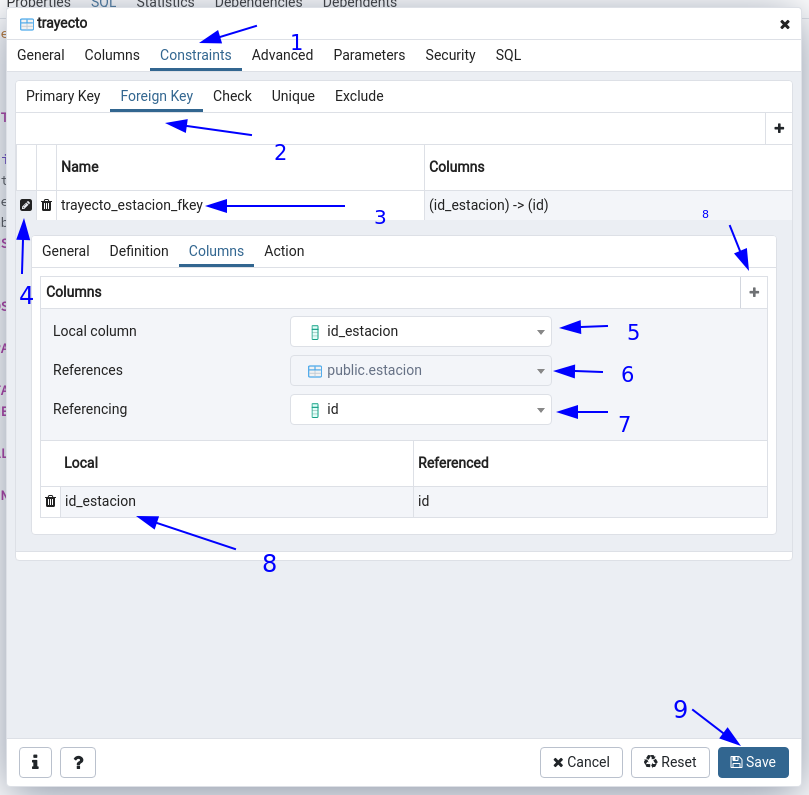 Properties SQL Statistics Dependencies Dependents
trayecto
1
General Columns Constraints Advanced Parameters Security SQL
Primary Key Foreign Key Check Unique Exclude
2
Name Columns
trayecto_estacion_fkey 3 (id_estacion) -> (id)
8
General Definition Columns Action
4
Columns
Local column id_estacion 5
References public.estacion 6
Referencing id 7
Local Referenced
id_estacion id
8
9
i ? Cancel Reset Save